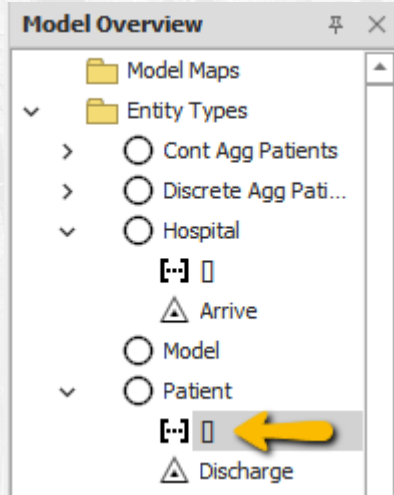 Model Overview
Model Maps
Entity Types
Cont Agg Patients
Discrete Agg Pati...
Hospital
[]
Arrive
Model
Patient
[]
Discharge